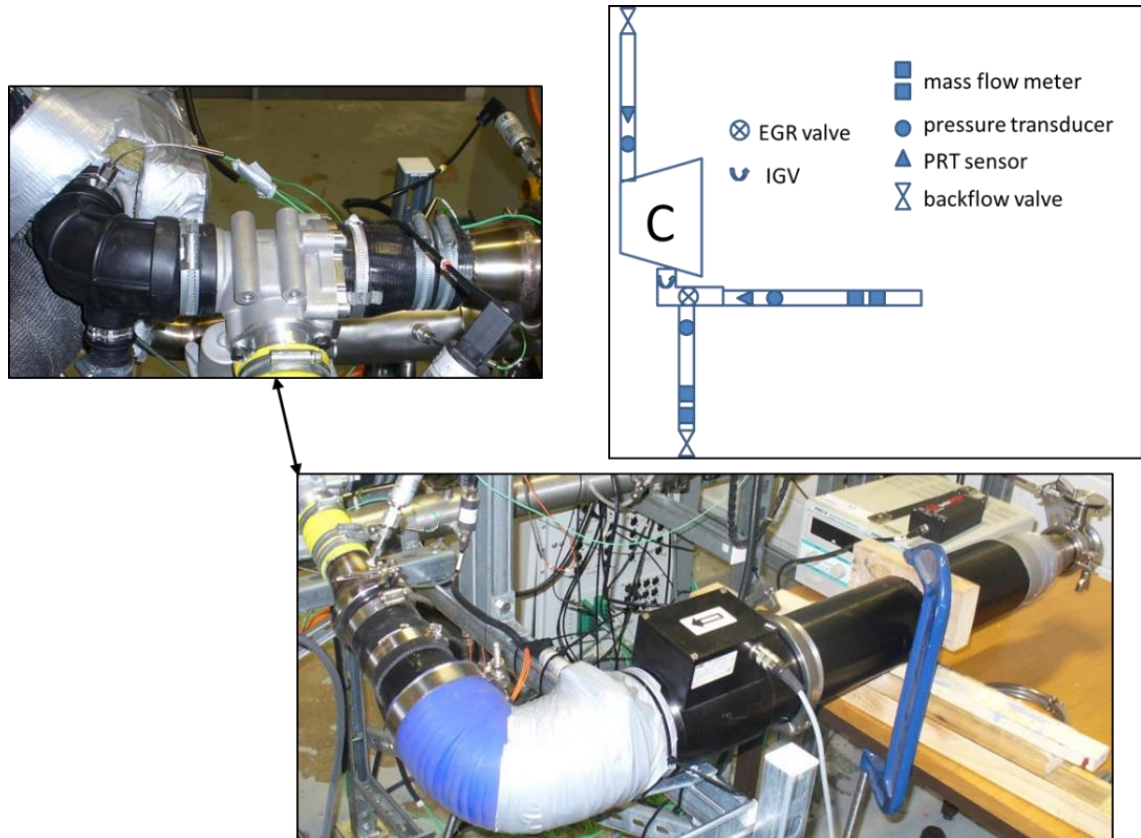 mass flow meter
EGR valve
pressure transducer
IGV
PRT sensor
backflow valve
C